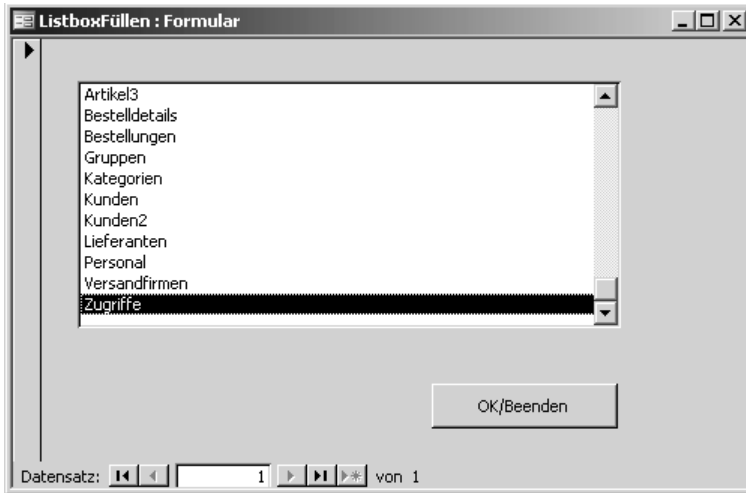 ListboxFüllen : Formular
Artikel3
Bestelldetails
Bestellungen
Gruppen
Kategorien
Kunden
Kunden2
Lieferanten
Personal
Versandfirmen
Zugriffe
OK/Beenden
Datensatz: 1 von 1